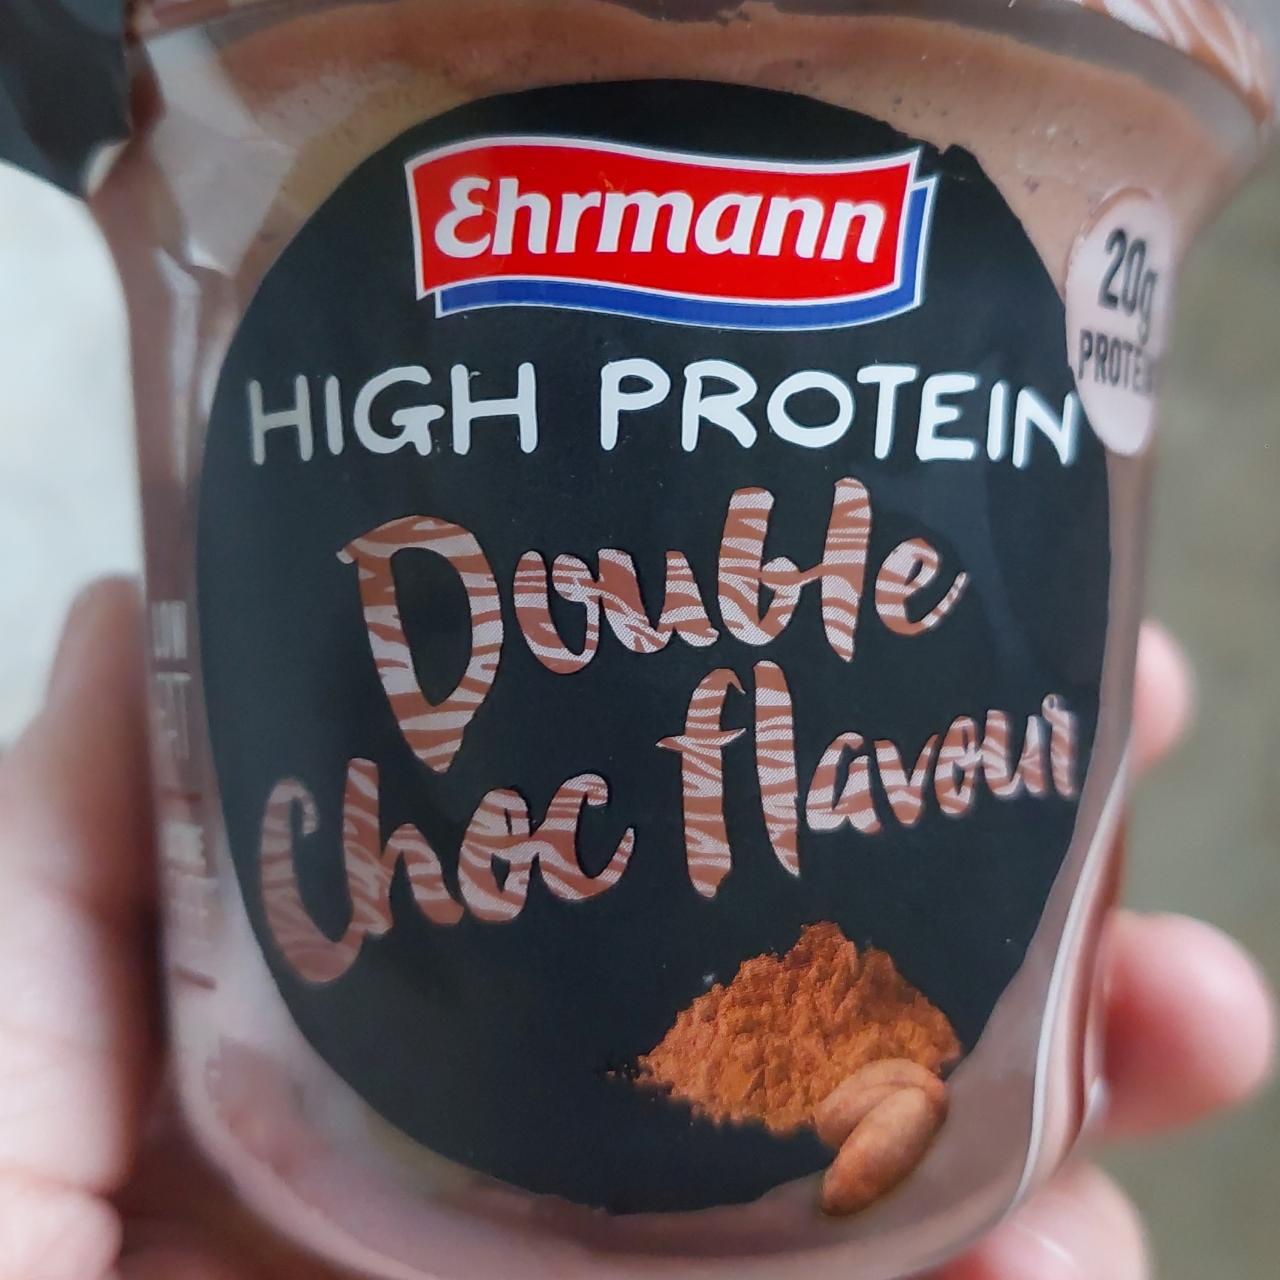 Ehrmann
20g
PROTEIN
HIGH PROTEIN
Double
Choc flavour